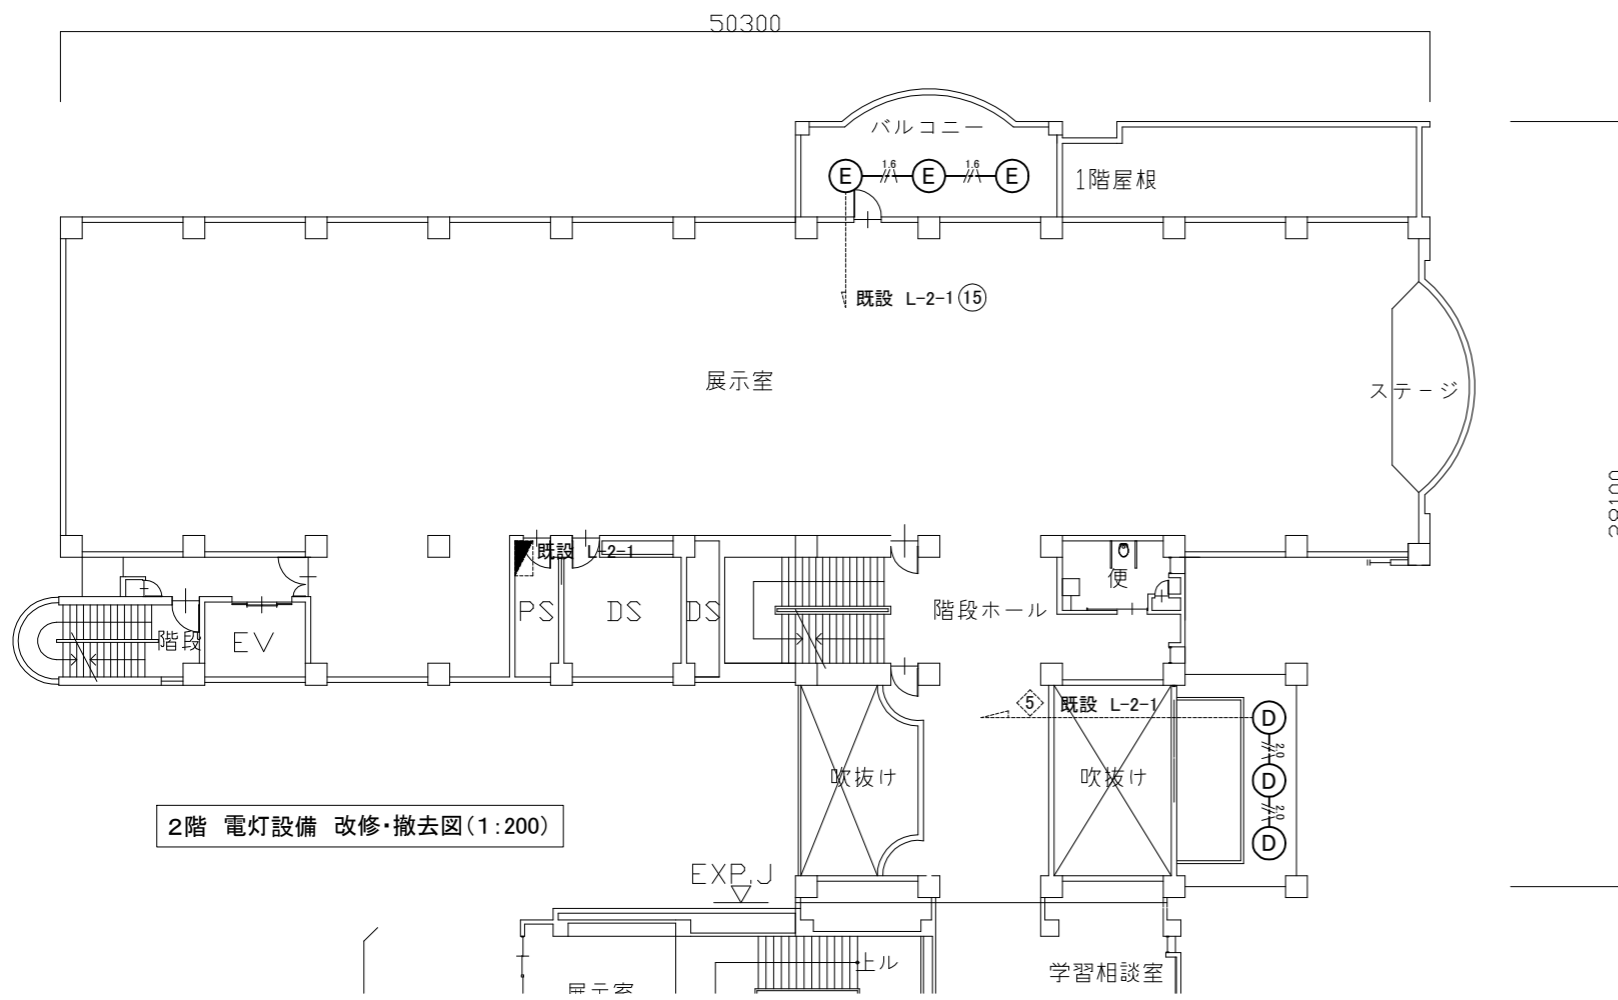 50300
バルコニー
E 1.6 E 1.6 E
1階屋根
既設 L-2-1 15
展示室
ステージ
28100
既設 L-2-1
PS
DS
DS
便
階段ホール
階段
EV
5 既設 L-2-1
D
2.0
D
2.0
D
吹抜け
吹抜け
2階 電灯設備 改修・撤去図(1:200)
EXP.J
上ル
学習相談室
展示室